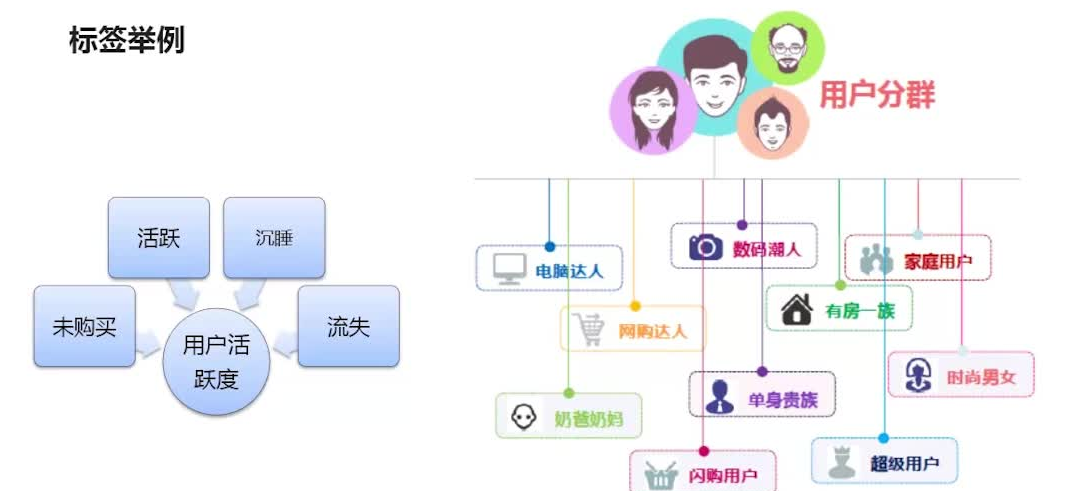 标签举例
用户分群
活跃
沉睡
未购买
流失
用户活
跃度
电脑达人
数码潮人
家庭用户
网购达人
有房一族
奶爸奶妈
单身贵族
时尚男女
闪购用户
超级用户